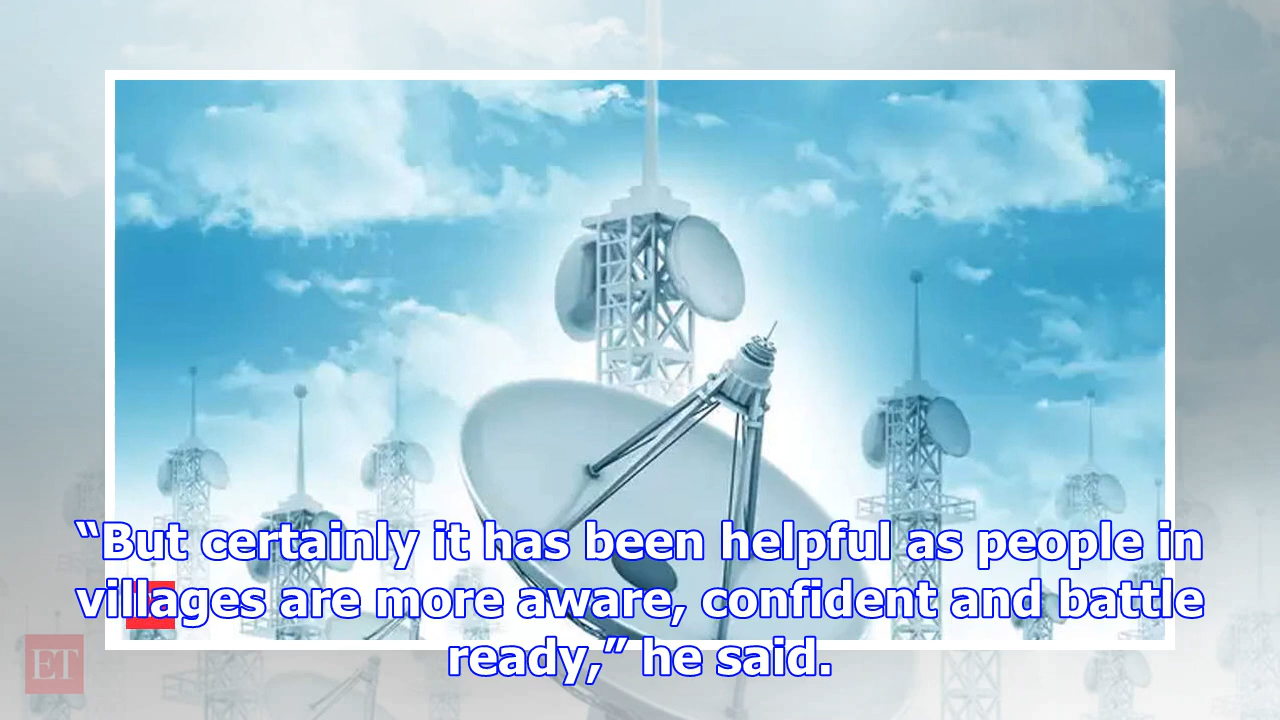 “But certainly it has been helpful as people in
villages are more aware, confident and battle
ready,” he said.
ET